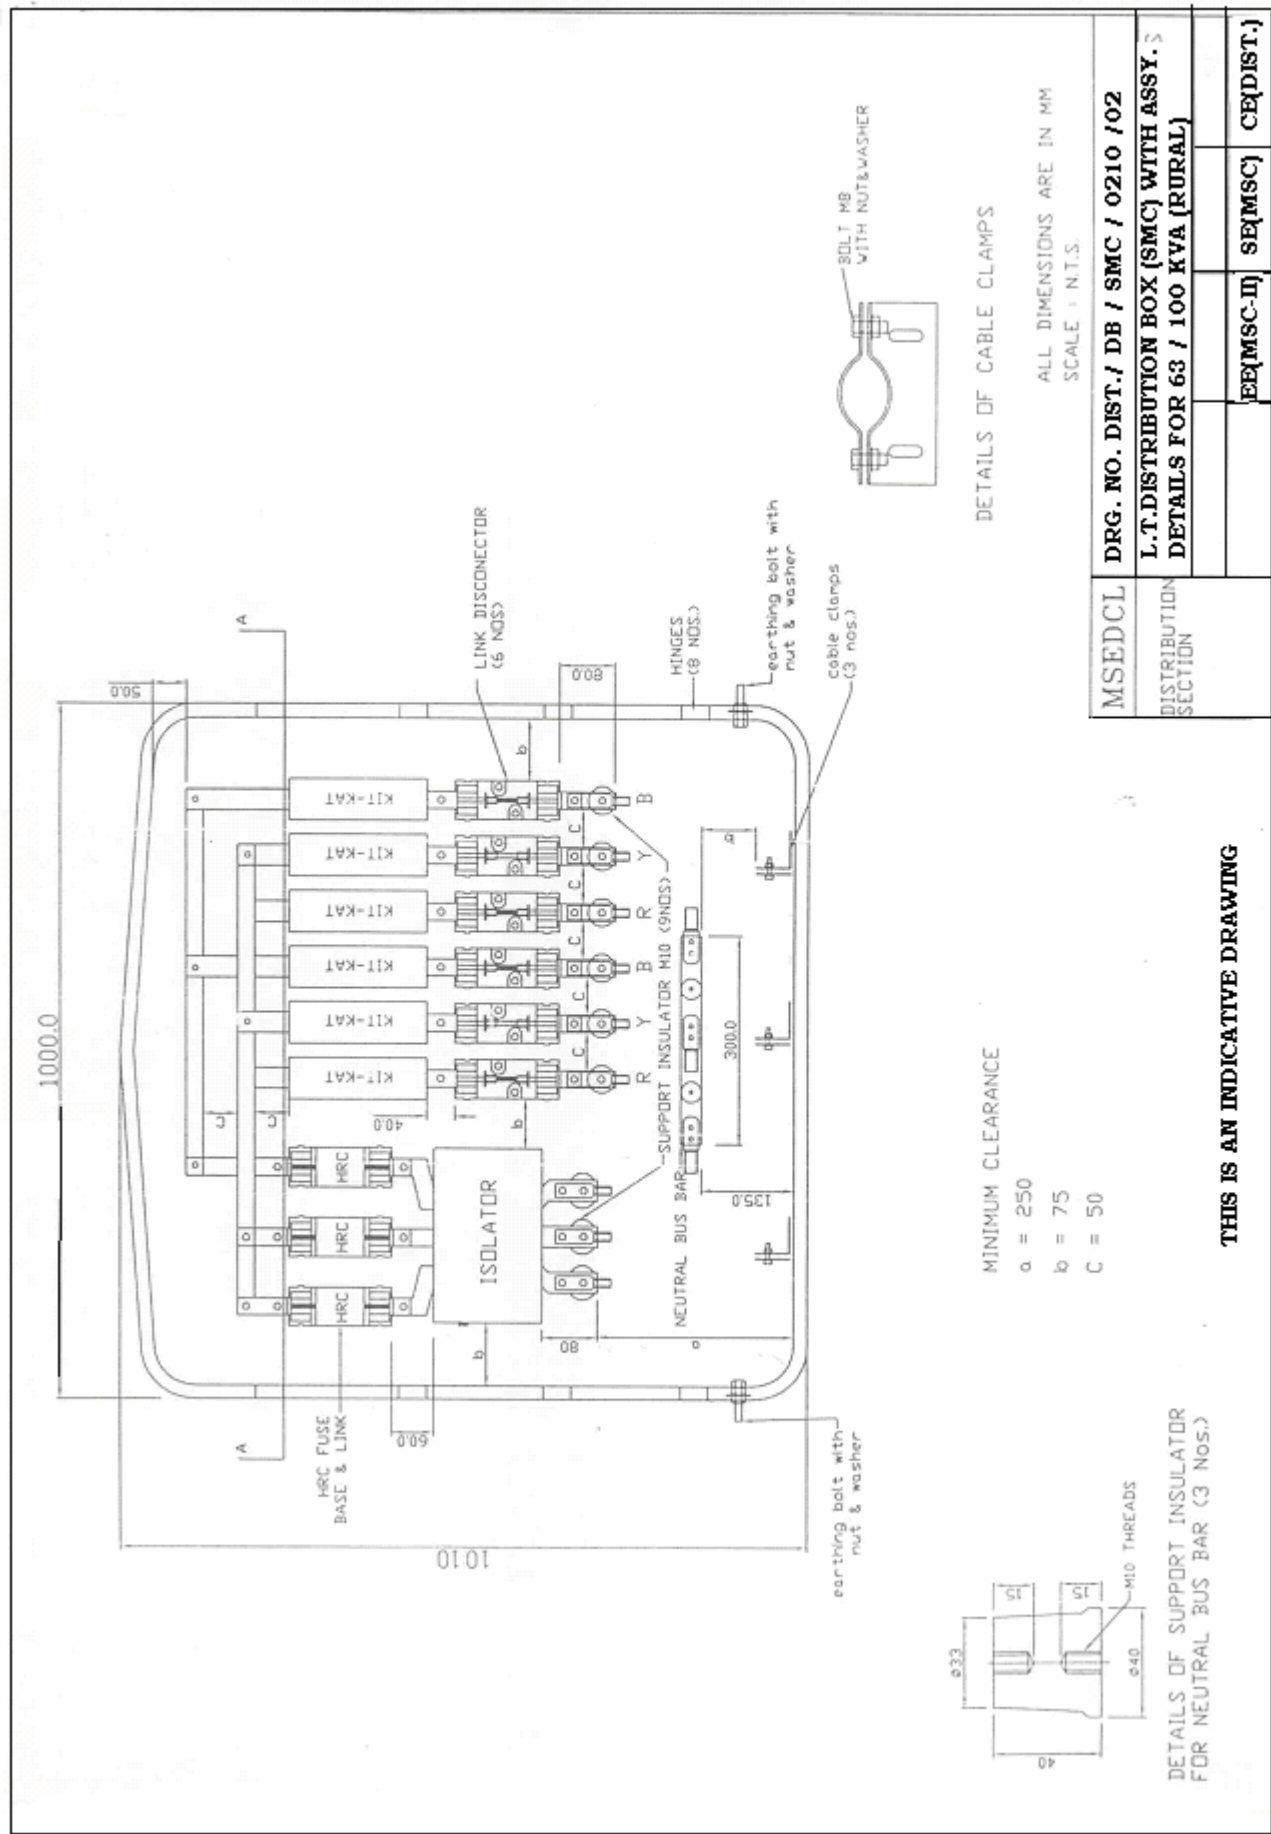 1000.0
50.0
A
A
HRC FUSE
BASE & LINK
HRC
HRC
HRC
C
C
40.0
60.0
KIT-KAT
KIT-KAT
KIT-KAT
KIT-KAT
KIT-KAT
KIT-KAT
LINK DISCONECTOR
(6 NOS)
ISOLATOR
b
b
b
C
C
C
C
C
80.0
80
R
Y
B
R
Y
B
SUPPORT INSULATOR M10 (9NOS)
HINGES
(8 NOS.)
NEUTRAL BUS BAR
300.0
135.0
a
a
1010
earthing bolt with
nut & washer
earthing bolt with
nut & washer
cable clamps
(3 nos.)
BOLT M8
WITH NUT&WASHER
DETAILS OF CABLE CLAMPS
ALL DIMENSIONS ARE IN MM
SCALE : N.T.S.
MINIMUM CLEARANCE
a = 250
b = 75
C = 50
ø33
15
15
40
ø40
M10 THREADS
DETAILS OF SUPPORT INSULATOR
FOR NEUTRAL BUS BAR (3 Nos.)
THIS IS AN INDICATIVE DRAWING
MSEDCL
DISTRIBUTION
SECTION
DRG. NO. DIST./ DB / SMC / 0210 /02
L.T.DISTRIBUTION BOX (SMC) WITH ASSY.
DETAILS FOR 63 / 100 KVA (RURAL)
EE(MSC-II) SE(MSC) CE(DIST.)